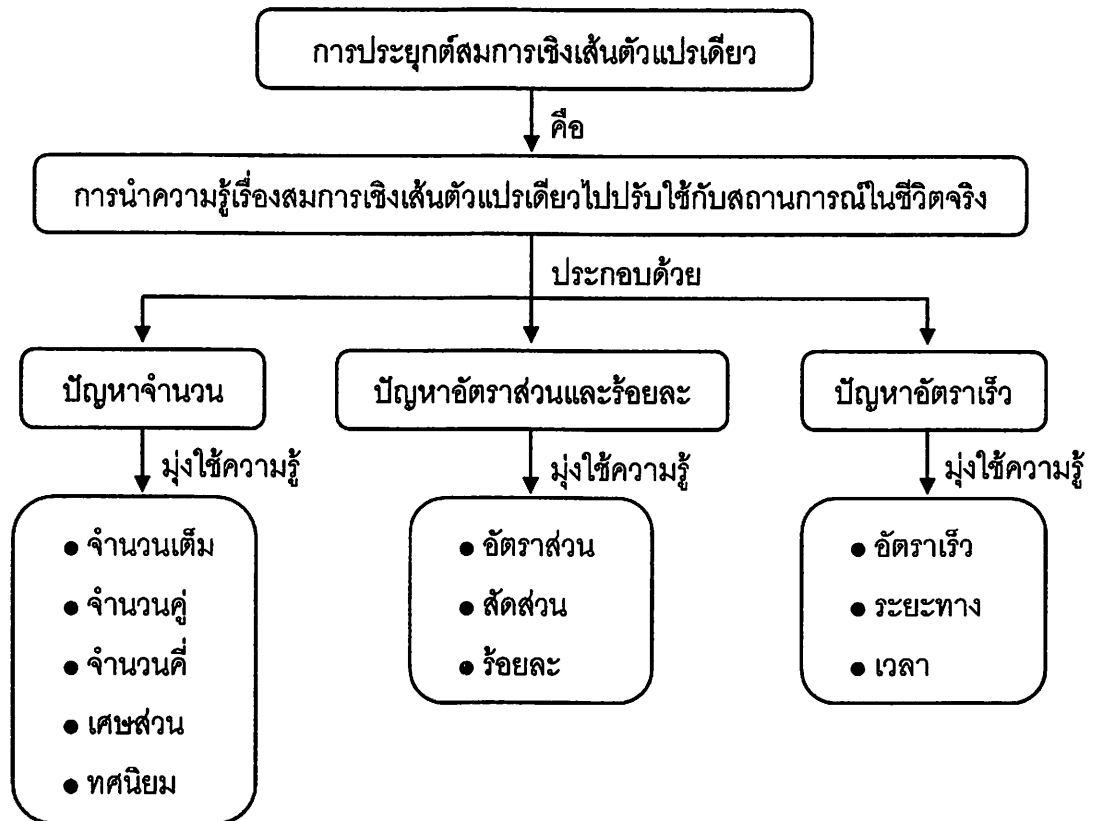 การประยุกต์สมการเชิงเส้นตัวแปรเดียว
คือ
การนำความรู้เรื่องสมการเชิงเส้นตัวแปรเดียวไปปรับใช้กับสถานการณ์ในชีวิตจริง
ประกอบด้วย
ปัญหาจำนวน
ปัญหาอัตราส่วนและร้อยละ
ปัญหาอัตราเร็ว
มุ่งใช้ความรู้
มุ่งใช้ความรู้
มุ่งใช้ความรู้
● จำนวนเต็ม
● จำนวนคู่
● จำนวนคี่
● เศษส่วน
● ทศนิยม
● อัตราส่วน
● สัดส่วน
● ร้อยละ
● อัตราเร็ว
● ระยะทาง
● เวลา